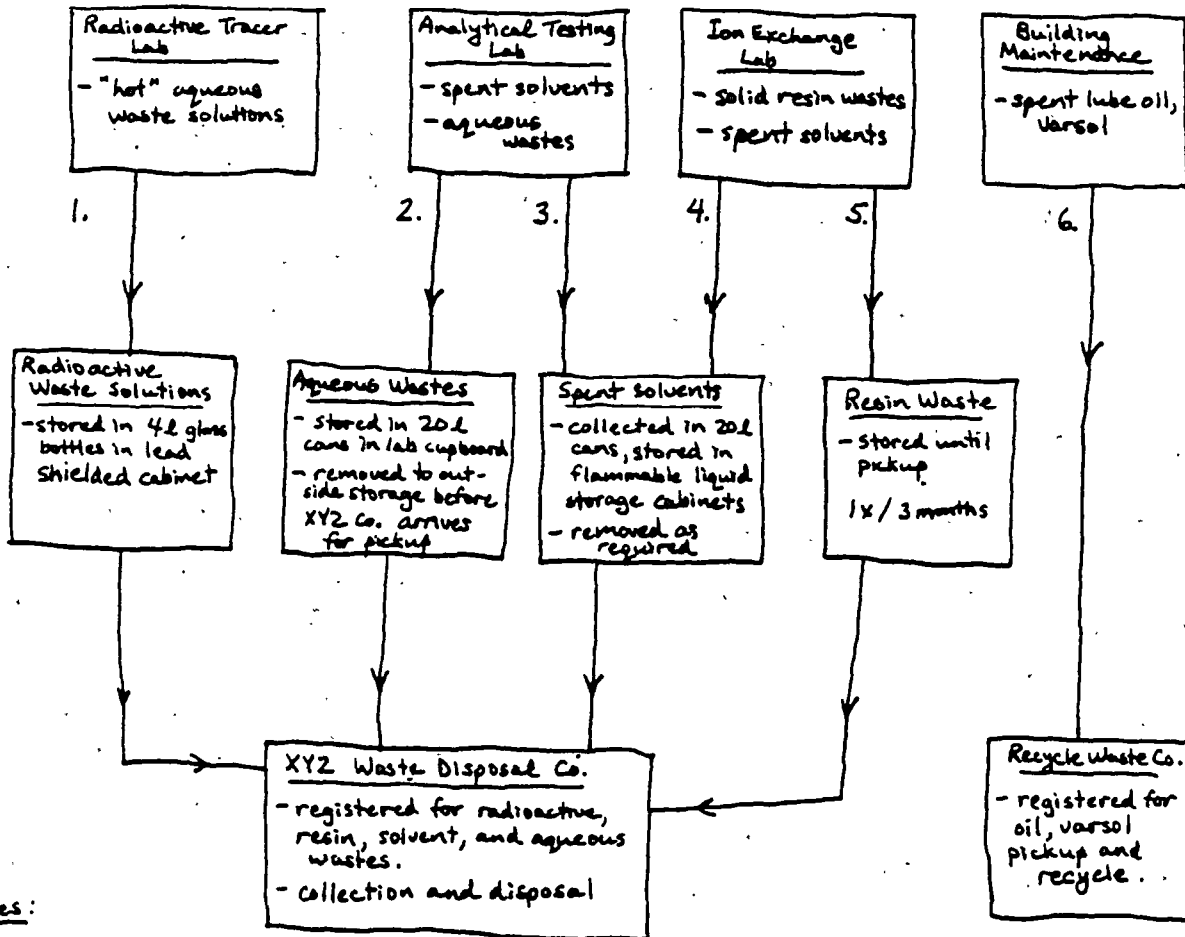 Radioactive Tracer
Lab
- "hot" aqueous
waste solutions
Analytical Testing
Lab
- spent solvents
- aqueous
wastes
Ion Exchange
Lab
- solid resin wastes
- spent solvents
Building
Maintenance
- spent lube oil,
varsol
1.
2.
3.
4.
5.
6.
Radioactive
Waste Solutions
- stored in 4l glass
bottles in lead
shielded cabinet
Aqueous Wastes
- stored in 20l
cans in lab cupboard
- removed to out-
side storage before
XYZ Co. arrives
for pickup
Spent Solvents
- collected in 20l
cans, stored in
flammable liquid
storage cabinets
- removed as
required
Resin Waste
- stored until
pickup
1x / 3 months
XYZ Waste Disposal Co.
- registered for radioactive,
resin, solvent, and aqueous
wastes.
- collection and disposal
Recycle Waste Co.
- registered for
oil, varsol
pickup and
recycle.
es: